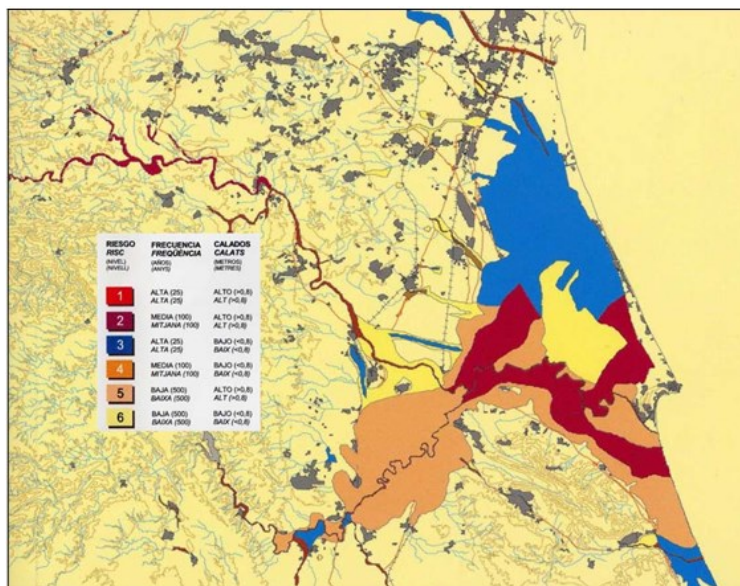 RIESGO FRECUENCIA CALADOS
RISC FREQÜÈNCIA CALATS
(NIVEL) (AÑOS) (METROS)
(NIVELL) (ANYS) (METRES)
1 ALTA (25) ALTO (>0,8)
ALTA (25) ALT (>0,8)
2 MEDIA (100) ALTO (>0,8)
MITJANA (100) ALT (>0,8)
3 ALTA (25) BAJO (<0,8)
ALTA (25) BAIX (<0,8)
4 MEDIA (100) BAJO (<0,8)
MITJANA (100) BAIX (<0,8)
5 BAJA (500) ALTO (>0,8)
BAIXA (500) ALT (>0,8)
6 BAJA (500) BAJO (<0,8)
BAIXA (500) BAIX (<0,8)